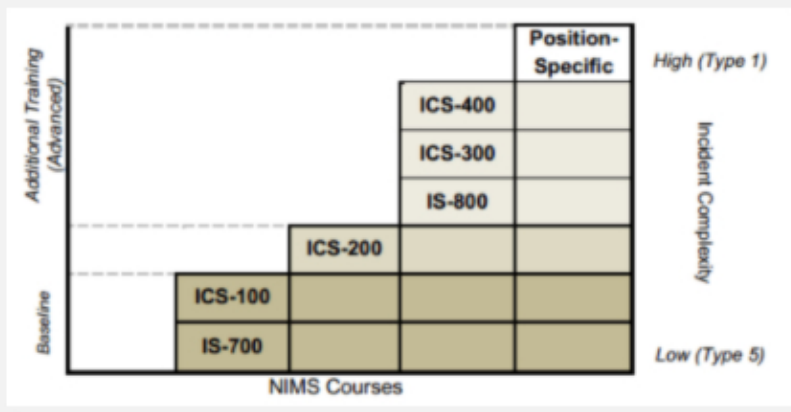 Additional Training
(Advanced)
Baseline
Position-
Specific
ICS-400
ICS-300
IS-800
ICS-200
ICS-100
IS-700
NIMS Courses
High (Type 1)
Incident Complexity
Low (Type 5)